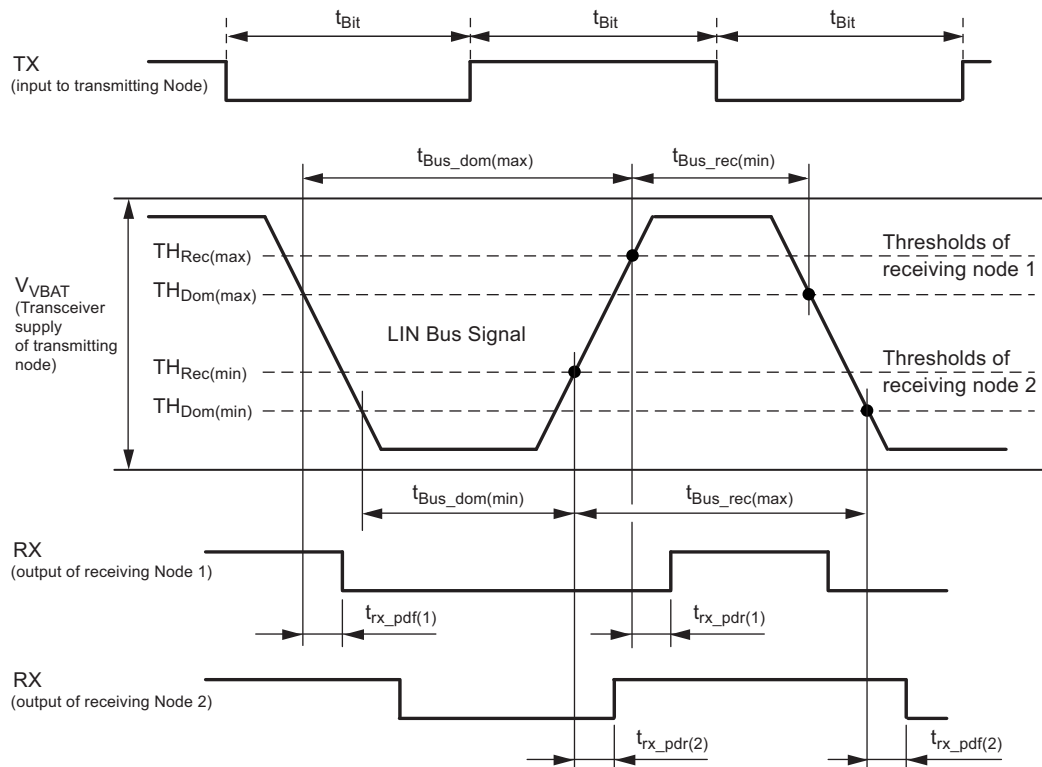 tBit
tBit
tBit
TX
(input to transmitting Node)
tBus_dom(max)
tBus_rec(min)
VVBAT
(Transceiver
supply
of transmitting
node)
THRec(max)
THDom(max)
Thresholds of
receiving node 1
LIN Bus Signal
THRec(min)
THDom(min)
Thresholds of
receiving node 2
tBus_dom(min)
tBus_rec(max)
RX
(output of receiving Node 1)
trx_pdf(1)
trx_pdr(1)
RX
(output of receiving Node 2)
trx_pdr(2)
trx_pdf(2)